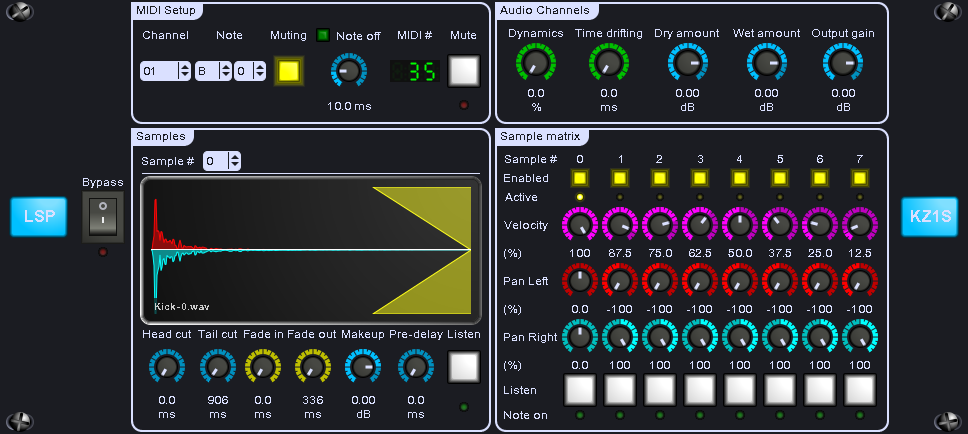 MIDI Setup
Channel Note Muting Note off MIDI # Mute
01 B 0 35
10.0 ms
Audio Channels
Dynamics Time drifting Dry amount Wet amount Output gain
0.0 0.0 0.00 0.00 0.00
% ms dB dB dB
LSP
Bypass
Samples
Sample # 0
Kick-0.wav
Head cut Tail cut Fade in Fade out Makeup Pre-delay Listen
0.0 906 0.0 336 0.00 0.0
ms ms ms ms dB ms
Sample matrix
Sample # 0 1 2 3 4 5 6 7
Enabled
Active
Velocity
(%) 100 87.5 75.0 62.5 50.0 37.5 25.0 12.5
Pan Left
(%) 0.0 -100 -100 -100 -100 -100 -100 -100
Pan Right
(%) 0.0 100 100 100 100 100 100 100
Listen
Note on
KZ1S